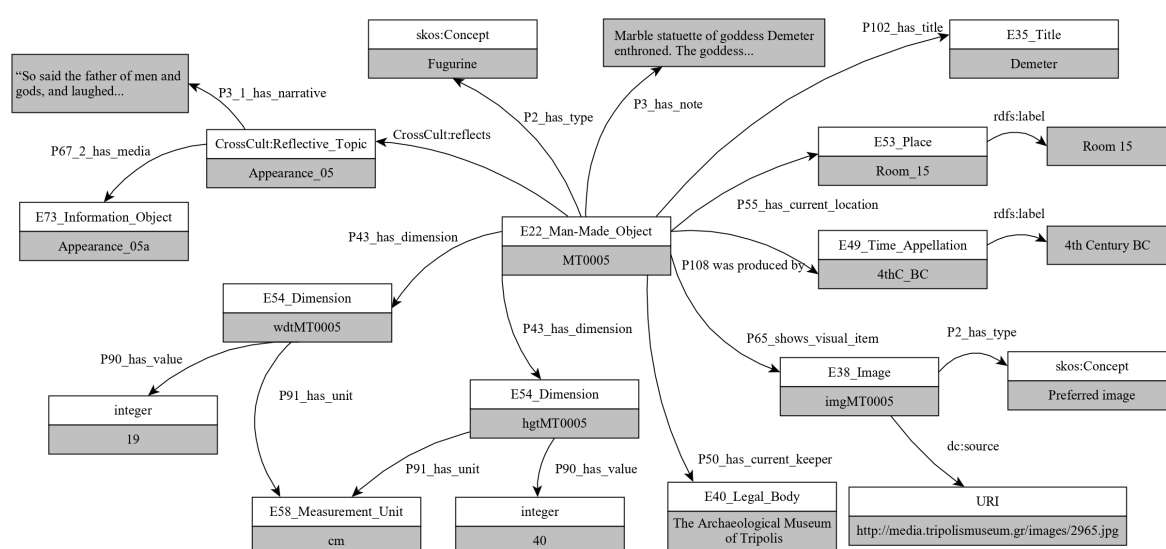 skos:Concept
Fugurine
Marble statuette of goddess Demeter
enthroned. The goddess...
P102_has_title
E35_Title
Demeter
“So said the father of men and
gods, and laughed...
P3_1_has_narrative
P2_has_type
P3_has_note
CrossCult:reflects
P67_2_has_media
CrossCult:Reflective_Topic
Appearance_05
E53_Place
Room_15
rdfs:label
Room 15
P55_has_current_location
E73_Information_Object
Appearance_05a
P43_has_dimension
E22_Man-Made_Object
MT0005
rdfs:label
E49_Time_Appellation
4thC_BC
4th Century BC
P108 was produced by
E54_Dimension
wdtMT0005
P43_has_dimension
P65_shows_visual_item
P2_has_type
P90_has_value
P91_has_unit
E38_Image
imgMT0005
skos:Concept
Preferred image
integer
19
E54_Dimension
hgtMT0005
dc:source
P91_has_unit
P90_has_value
P50_has_current_keeper
E58_Measurement_Unit
cm
integer
40
E40_Legal_Body
The Archaeological Museum
of Tripolis
URI
http://media.tripolismuseum.gr/images/2965.jpg